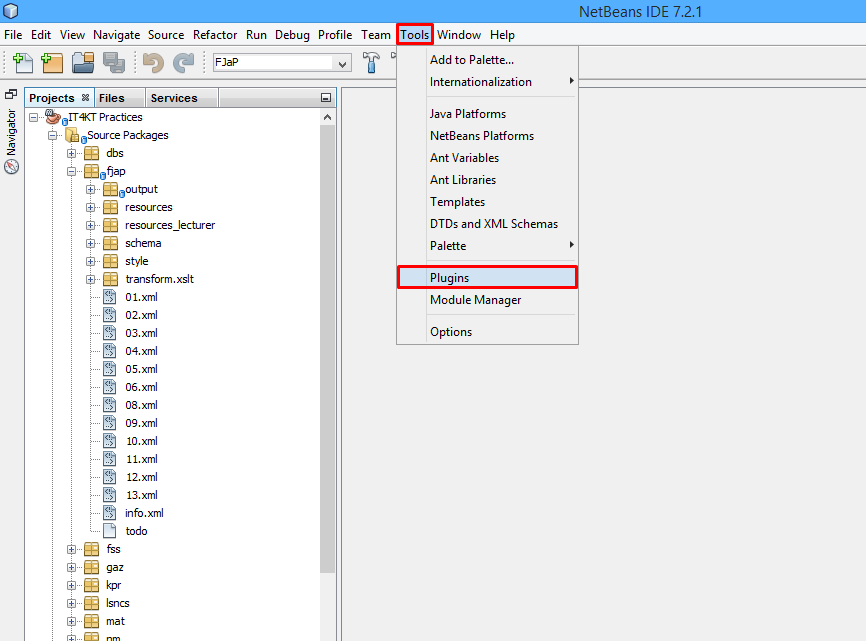 NetBeans IDE 7.2.1
File Edit View Navigate Source Refactor Run Debug Profile Team Tools Window Help
FJaP
Add to Palette...
Internationalization
Java Platforms
NetBeans Platforms
Ant Variables
Ant Libraries
Templates
DTDs and XML Schemas
Palette
Plugins
Module Manager
Options
Navigator
Projects Files Services
IT4KT Practices
Source Packages
dbs
fjap
output
resources
resources_lecturer
schema
style
transform.xslt
01.xml
02.xml
03.xml
04.xml
05.xml
06.xml
08.xml
09.xml
10.xml
11.xml
12.xml
13.xml
info.xml
todo
fss
gaz
kpr
lsncs
mat